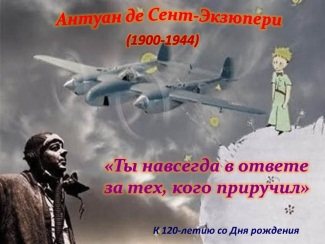 Антуан де Сент-Экзюпери
(1900-1944)
«Ты навсегда в ответе
за тех, кого приручил»
К 120-летию со Дня рождения